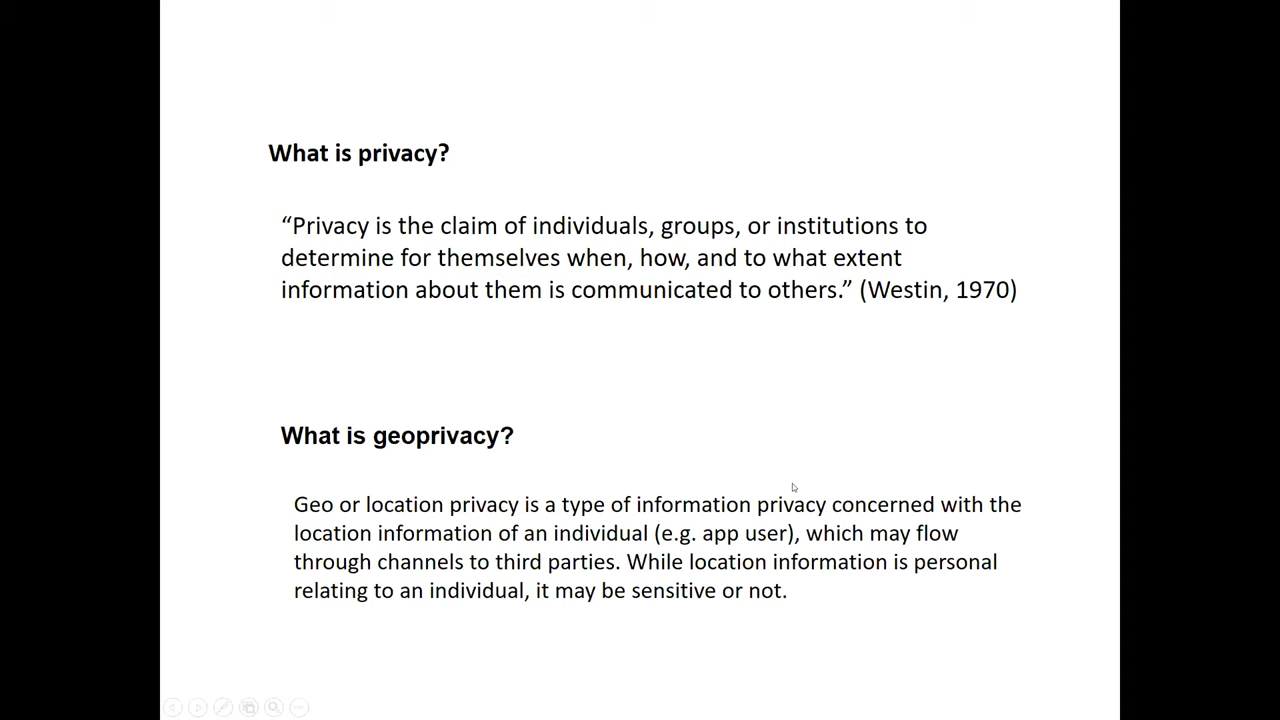 What is privacy?
“Privacy is the claim of individuals, groups, or institutions to
determine for themselves when, how, and to what extent
information about them is communicated to others.” (Westin, 1970)
What is geoprivacy?
Geo or location privacy is a type of information privacy concerned with the
location information of an individual (e.g. app user), which may flow
through channels to third parties. While location information is personal
relating to an individual, it may be sensitive or not.